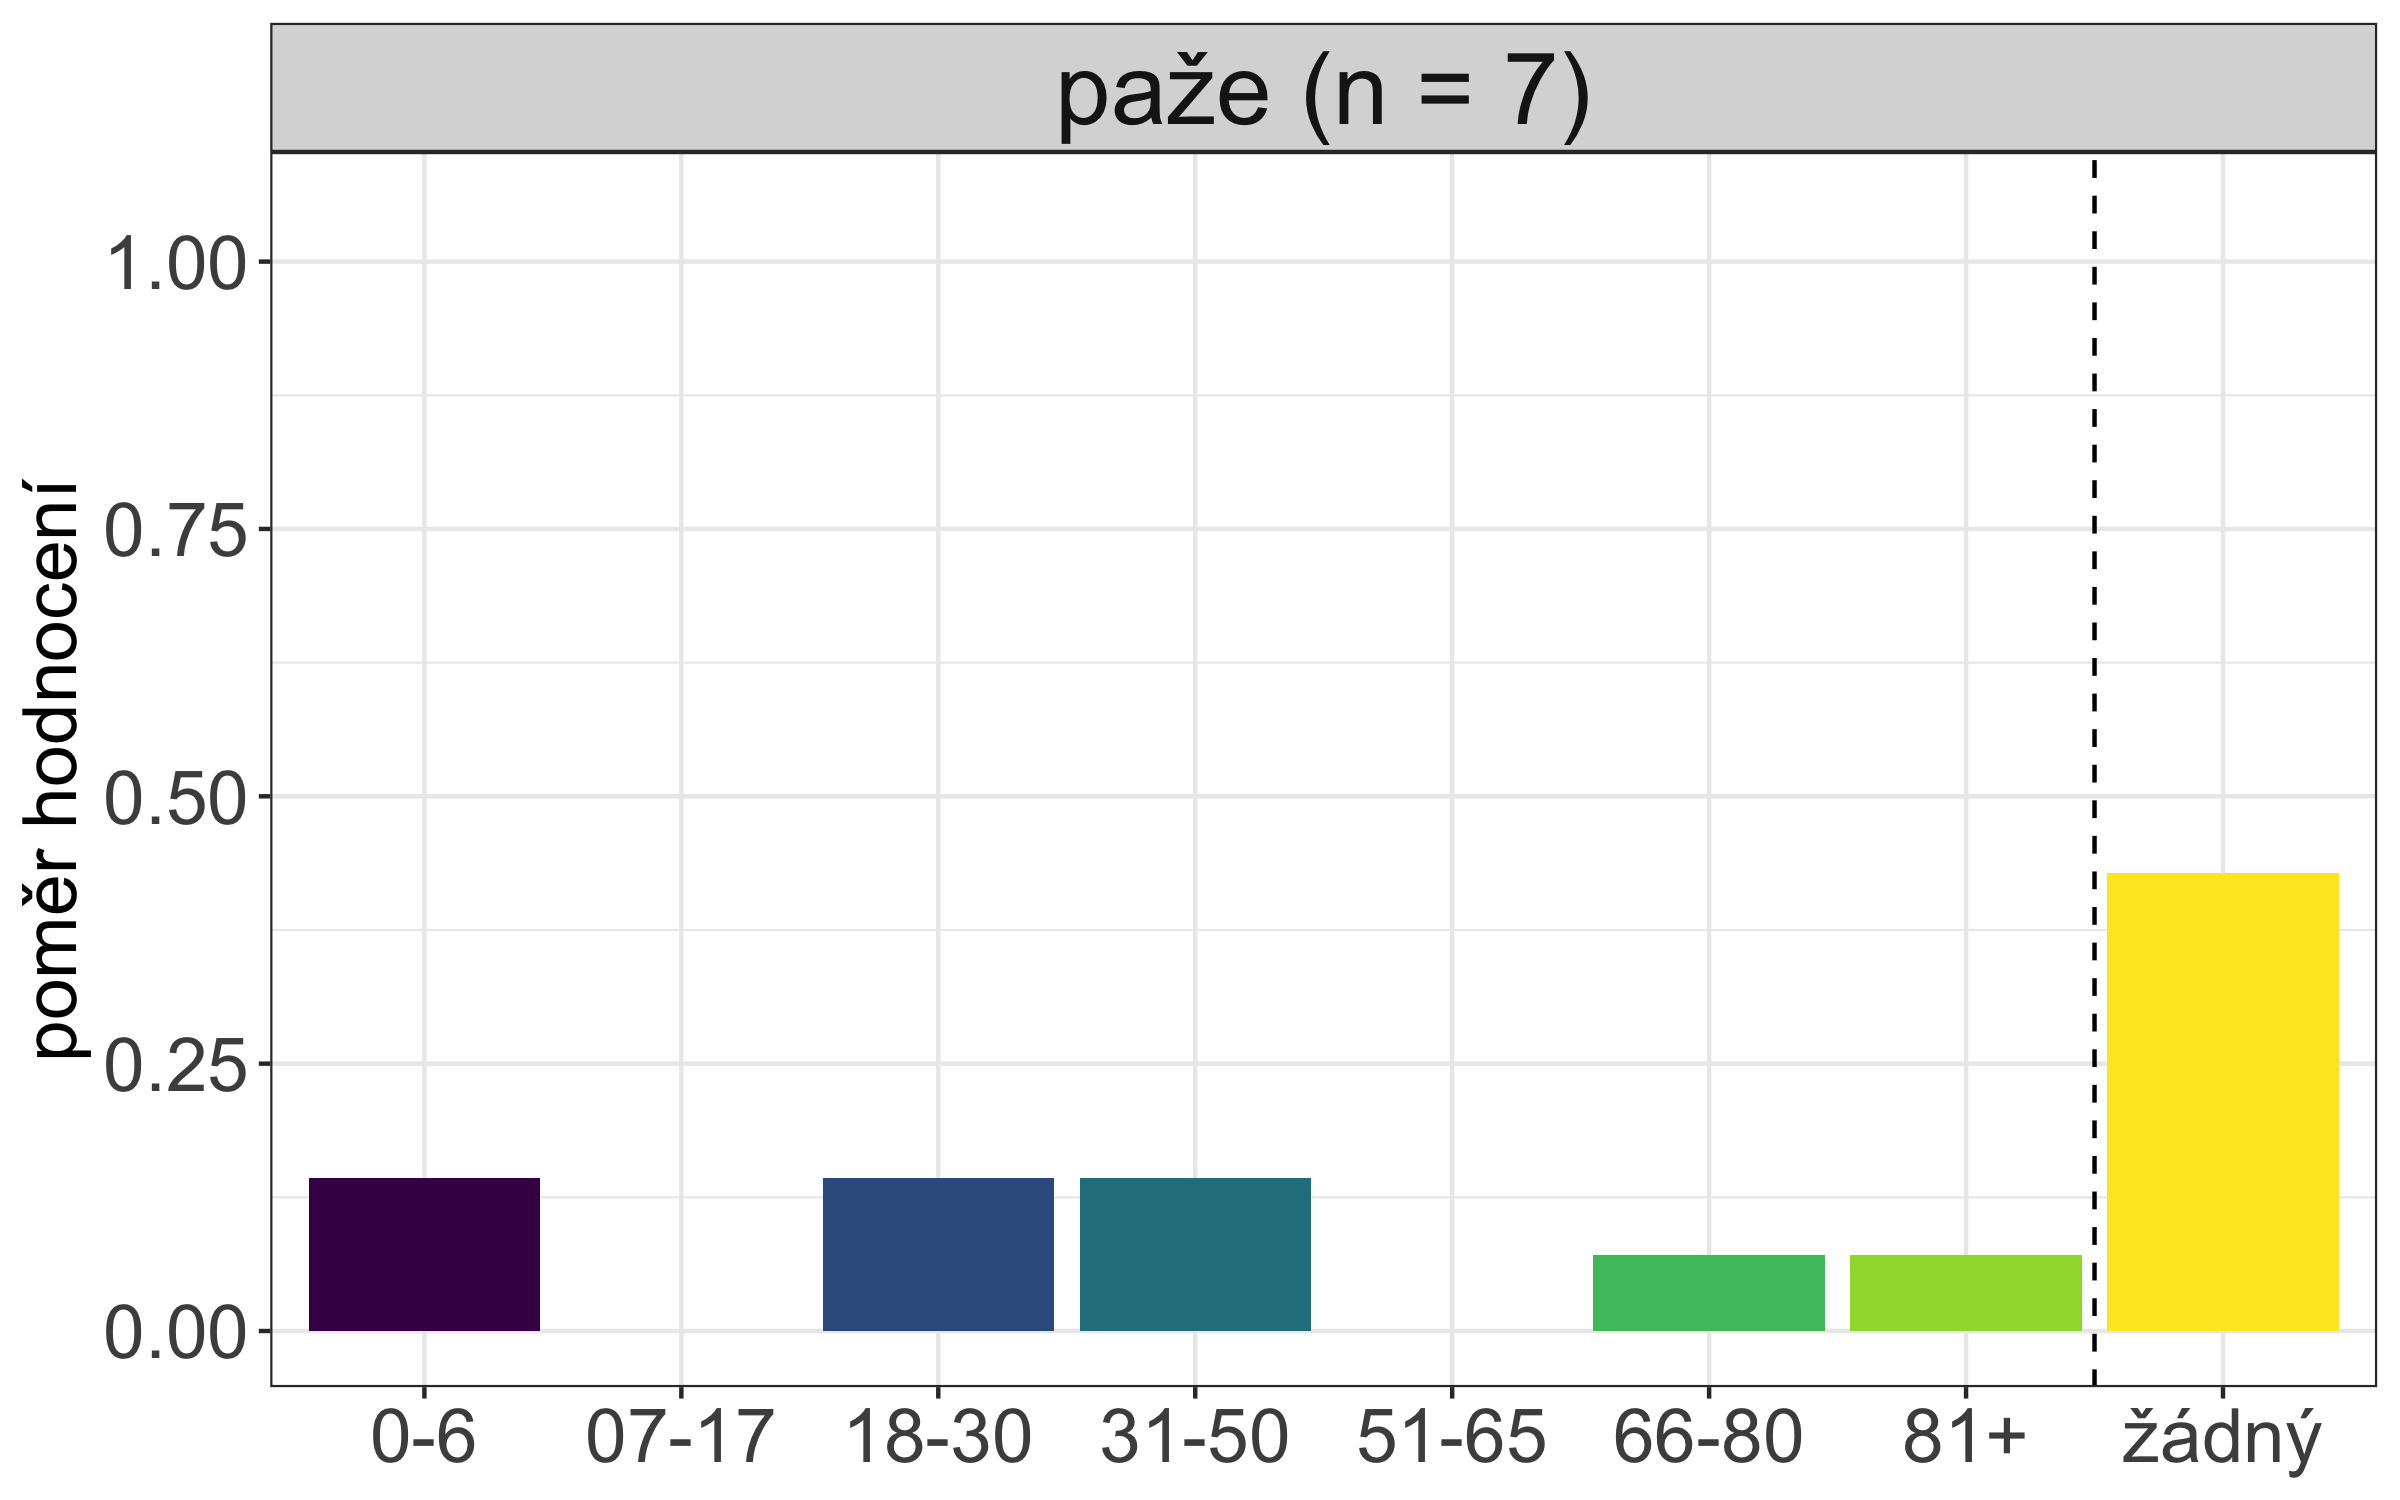 paže (n = 7)
poměr hodnocení
1.00
0.75
0.50
0.25
0.00
0-6 07-17 18-30 31-50 51-65 66-80 81+ žádný